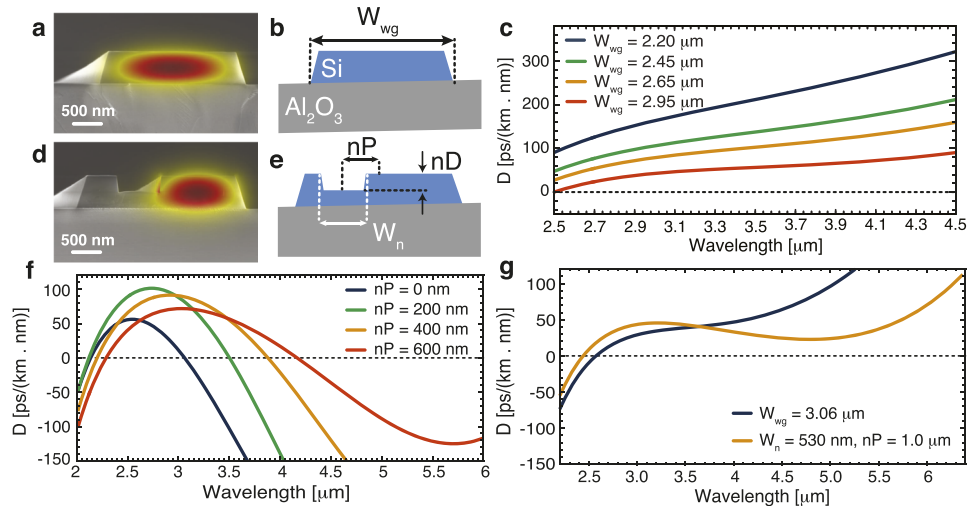 a
500 nm
b
W_wg
Si
Al₂O₃
c
D [ps/(km . nm)]
300
200
100
0
W_wg = 2.20 μm
W_wg = 2.45 μm
W_wg = 2.65 μm
W_wg = 2.95 μm
2.5 2.7 2.9 3.1 3.3 3.5 3.7 3.9 4.1 4.3 4.5
Wavelength [μm]
d
500 nm
e
nP
nD
W_n
f
D [ps/(km . nm)]
100
50
0
-50
-100
-150
nP = 0 nm
nP = 200 nm
nP = 400 nm
nP = 600 nm
2 2.5 3 3.5 4 4.5 5 5.5 6
Wavelength [μm]
g
D [ps/(km . nm)]
100
50
0
-50
-100
-150
W_wg = 3.06 μm
W_n = 530 nm, nP = 1.0 μm
2.5 3.0 3.5 4.0 4.5 5 5.5 6
Wavelength [μm]